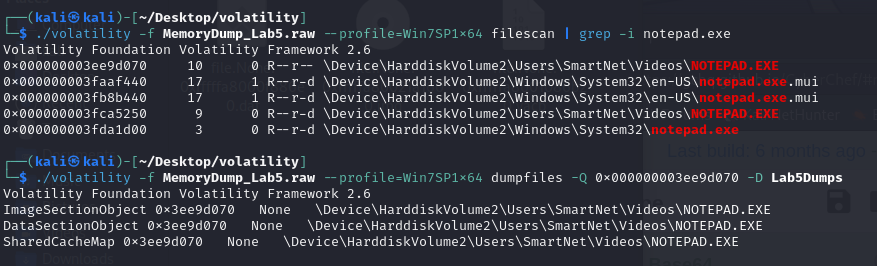 ┌──(kali㉿kali)-[~/Desktop/volatility]
└─$ ./volatility -f MemoryDump_Lab5.raw --profile=Win7SP1×64 filescan | grep -i notepad.exe
Volatility Foundation Volatility Framework 2.6
0×000000003ee9d070 10 0 R--r-- \Device\HarddiskVolume2\Users\SmartNet\Videos\NOTEPAD.EXE
0×000000003faaf440 17 1 R--r-d \Device\HarddiskVolume2\Windows\System32\en-US\notepad.exe.mui
0×000000003fb8b440 17 1 R--r-d \Device\HarddiskVolume2\Windows\System32\en-US\notepad.exe.mui
0×000000003fca5250 9 0 R--r-d \Device\HarddiskVolume2\Users\SmartNet\Videos\NOTEPAD.EXE
0×000000003fda1d00 3 0 R--r-d \Device\HarddiskVolume2\Windows\System32\notepad.exe
┌──(kali㉿kali)-[~/Desktop/volatility]
└─$ ./volatility -f MemoryDump_Lab5.raw --profile=Win7SP1×64 dumpfiles -Q 0×000000003ee9d070 -D Lab5Dumps
Volatility Foundation Volatility Framework 2.6
ImageSectionObject 0×3ee9d070 None \Device\HarddiskVolume2\Users\SmartNet\Videos\NOTEPAD.EXE
DataSectionObject 0×3ee9d070 None \Device\HarddiskVolume2\Users\SmartNet\Videos\NOTEPAD.EXE
SharedCacheMap 0×3ee9d070 None \Device\HarddiskVolume2\Users\SmartNet\Videos\NOTEPAD.EXE
Last build: 6 months ago
Downloads